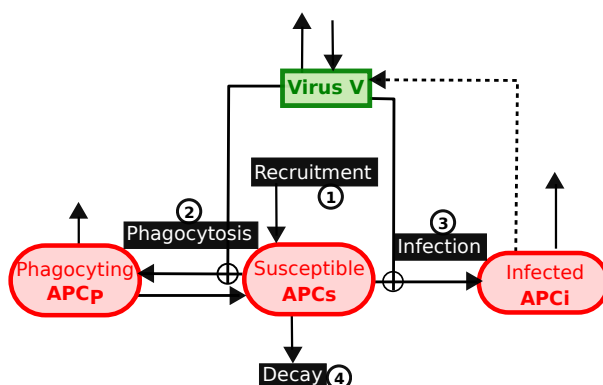 Virus V
Recruitment
1
2
Phagocytosis
3
Infection
Phagocyting
APCP
Susceptible
APCs
Infected
APCi
Decay 4